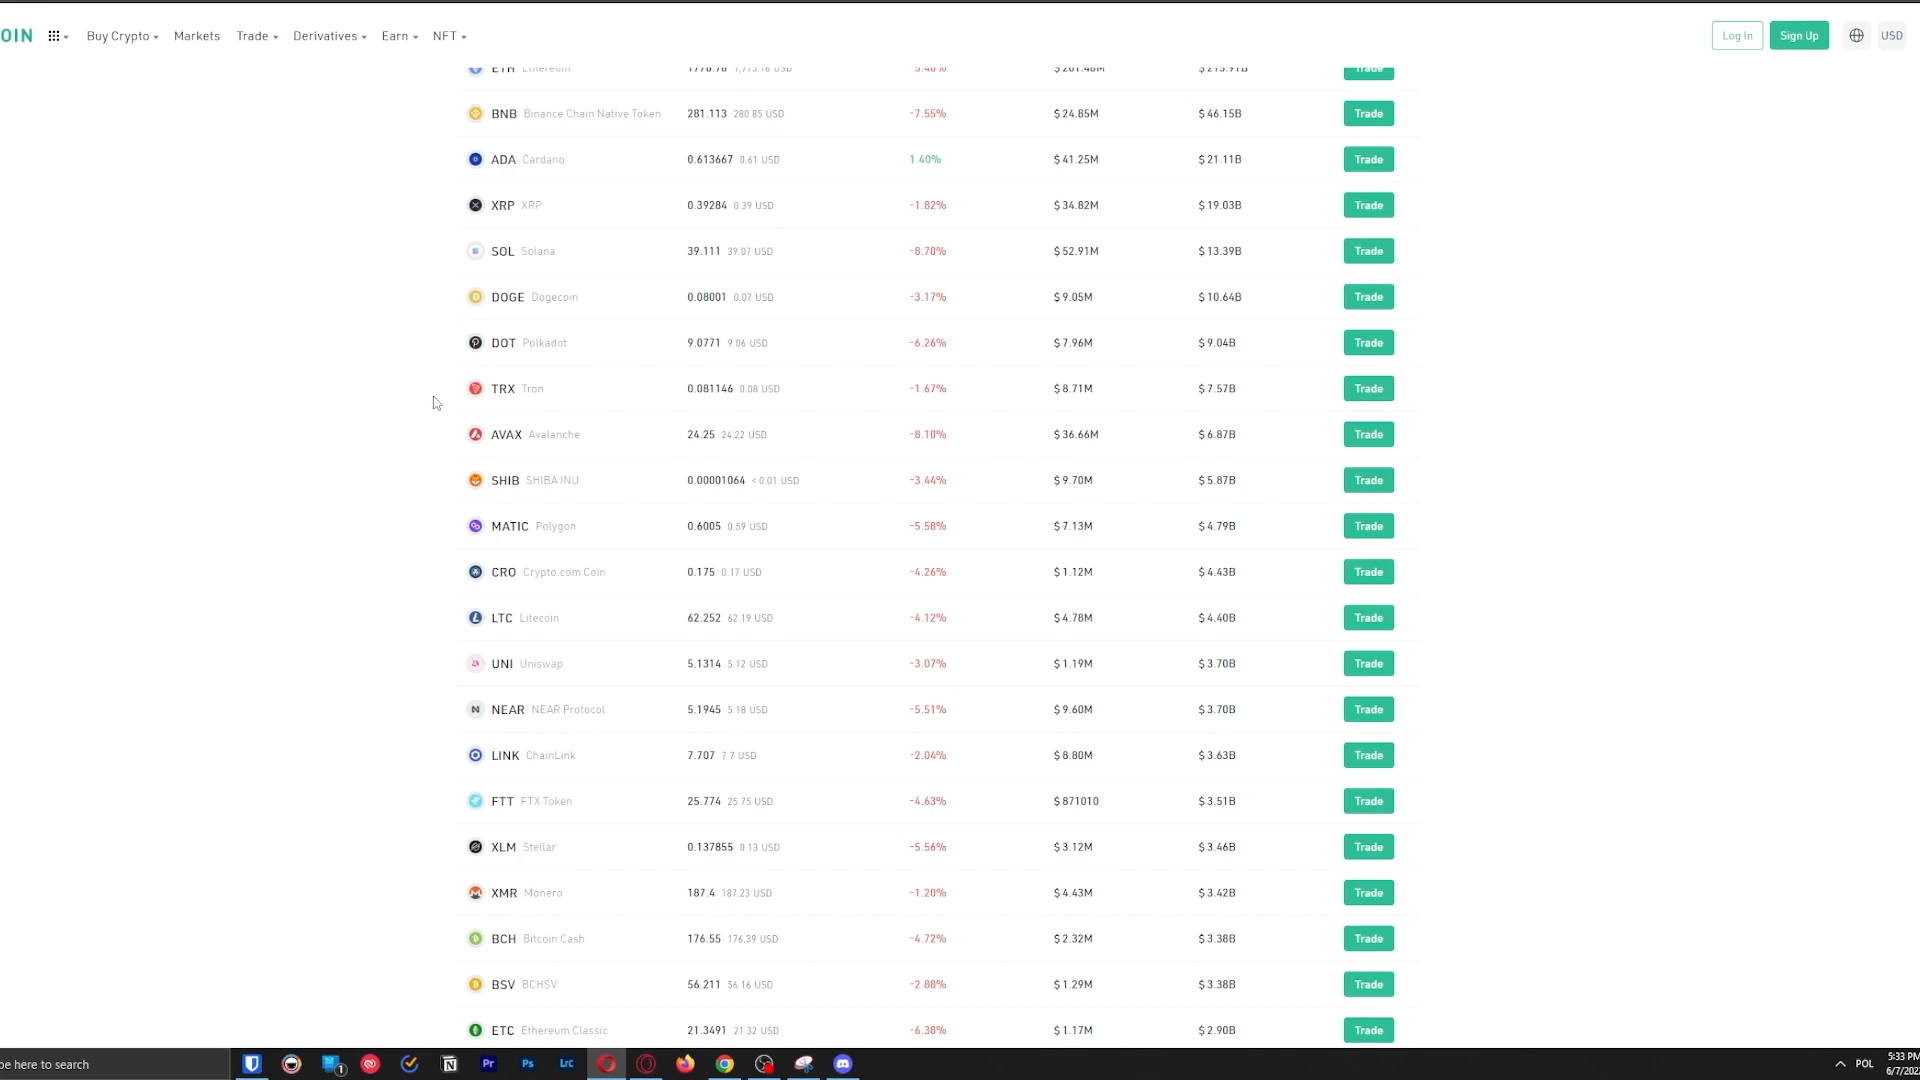 OIN Buy Crypto Markets Trade Derivatives Earn NFT Log In Sign Up USD
ETH Ethereum Trade
BNB Binance Chain Native Token 281.113 280.85 USD -7.55% $ 24.85M $ 46.15B Trade
ADA Cardano 0.613667 0.61 USD 1.40% $ 41.25M $ 21.11B Trade
XRP XRP 0.39284 0.39 USD -1.82% $ 34.82M $ 19.03B Trade
SOL Solana 39.111 39.07 USD -8.70% $ 52.91M $ 13.39B Trade
DOGE Dogecoin 0.08001 0.07 USD -3.17% $ 9.05M $ 10.64B Trade
DOT Polkadot 9.0771 9.06 USD -6.26% $ 7.96M $ 9.04B Trade
TRX Tron 0.081146 0.08 USD -1.67% $ 8.71M $ 7.57B Trade
AVAX Avalanche 24.25 24.22 USD -8.10% $ 36.66M $ 6.87B Trade
SHIB SHIBA INU 0.00001064 < 0.01 USD -3.44% $ 9.70M $ 5.87B Trade
MATIC Polygon 0.6005 0.59 USD -5.58% $ 7.13M $ 4.79B Trade
CRO Crypto.com Coin 0.175 0.17 USD -4.26% $ 1.12M $ 4.43B Trade
LTC Litecoin 62.252 62.19 USD -4.12% $ 4.78M $ 4.40B Trade
UNI Uniswap 5.1314 5.12 USD -3.07% $ 1.19M $ 3.70B Trade
NEAR NEAR Protocol 5.1945 5.18 USD -5.51% $ 9.60M $ 3.70B Trade
LINK ChainLink 7.707 7.7 USD -2.04% $ 8.80M $ 3.63B Trade
FTT FTX Token 25.774 25.75 USD -4.63% $ 871010 $ 3.51B Trade
XLM Stellar 0.137855 0.13 USD -5.56% $ 3.12M $ 3.46B Trade
XMR Monero 187.4 187.23 USD -1.20% $ 4.43M $ 3.42B Trade
BCH Bitcoin Cash 176.55 176.39 USD -4.72% $ 2.32M $ 3.38B Trade
BSV BCHSV 56.211 56.16 USD -2.88% $ 1.29M $ 3.38B Trade
ETC Ethereum Classic 21.3491 21.32 USD -6.38% $ 1.17M $ 2.90B Trade
pe here to search 1 Pr Ps Lrc POL 5:33 PM
6/7/202